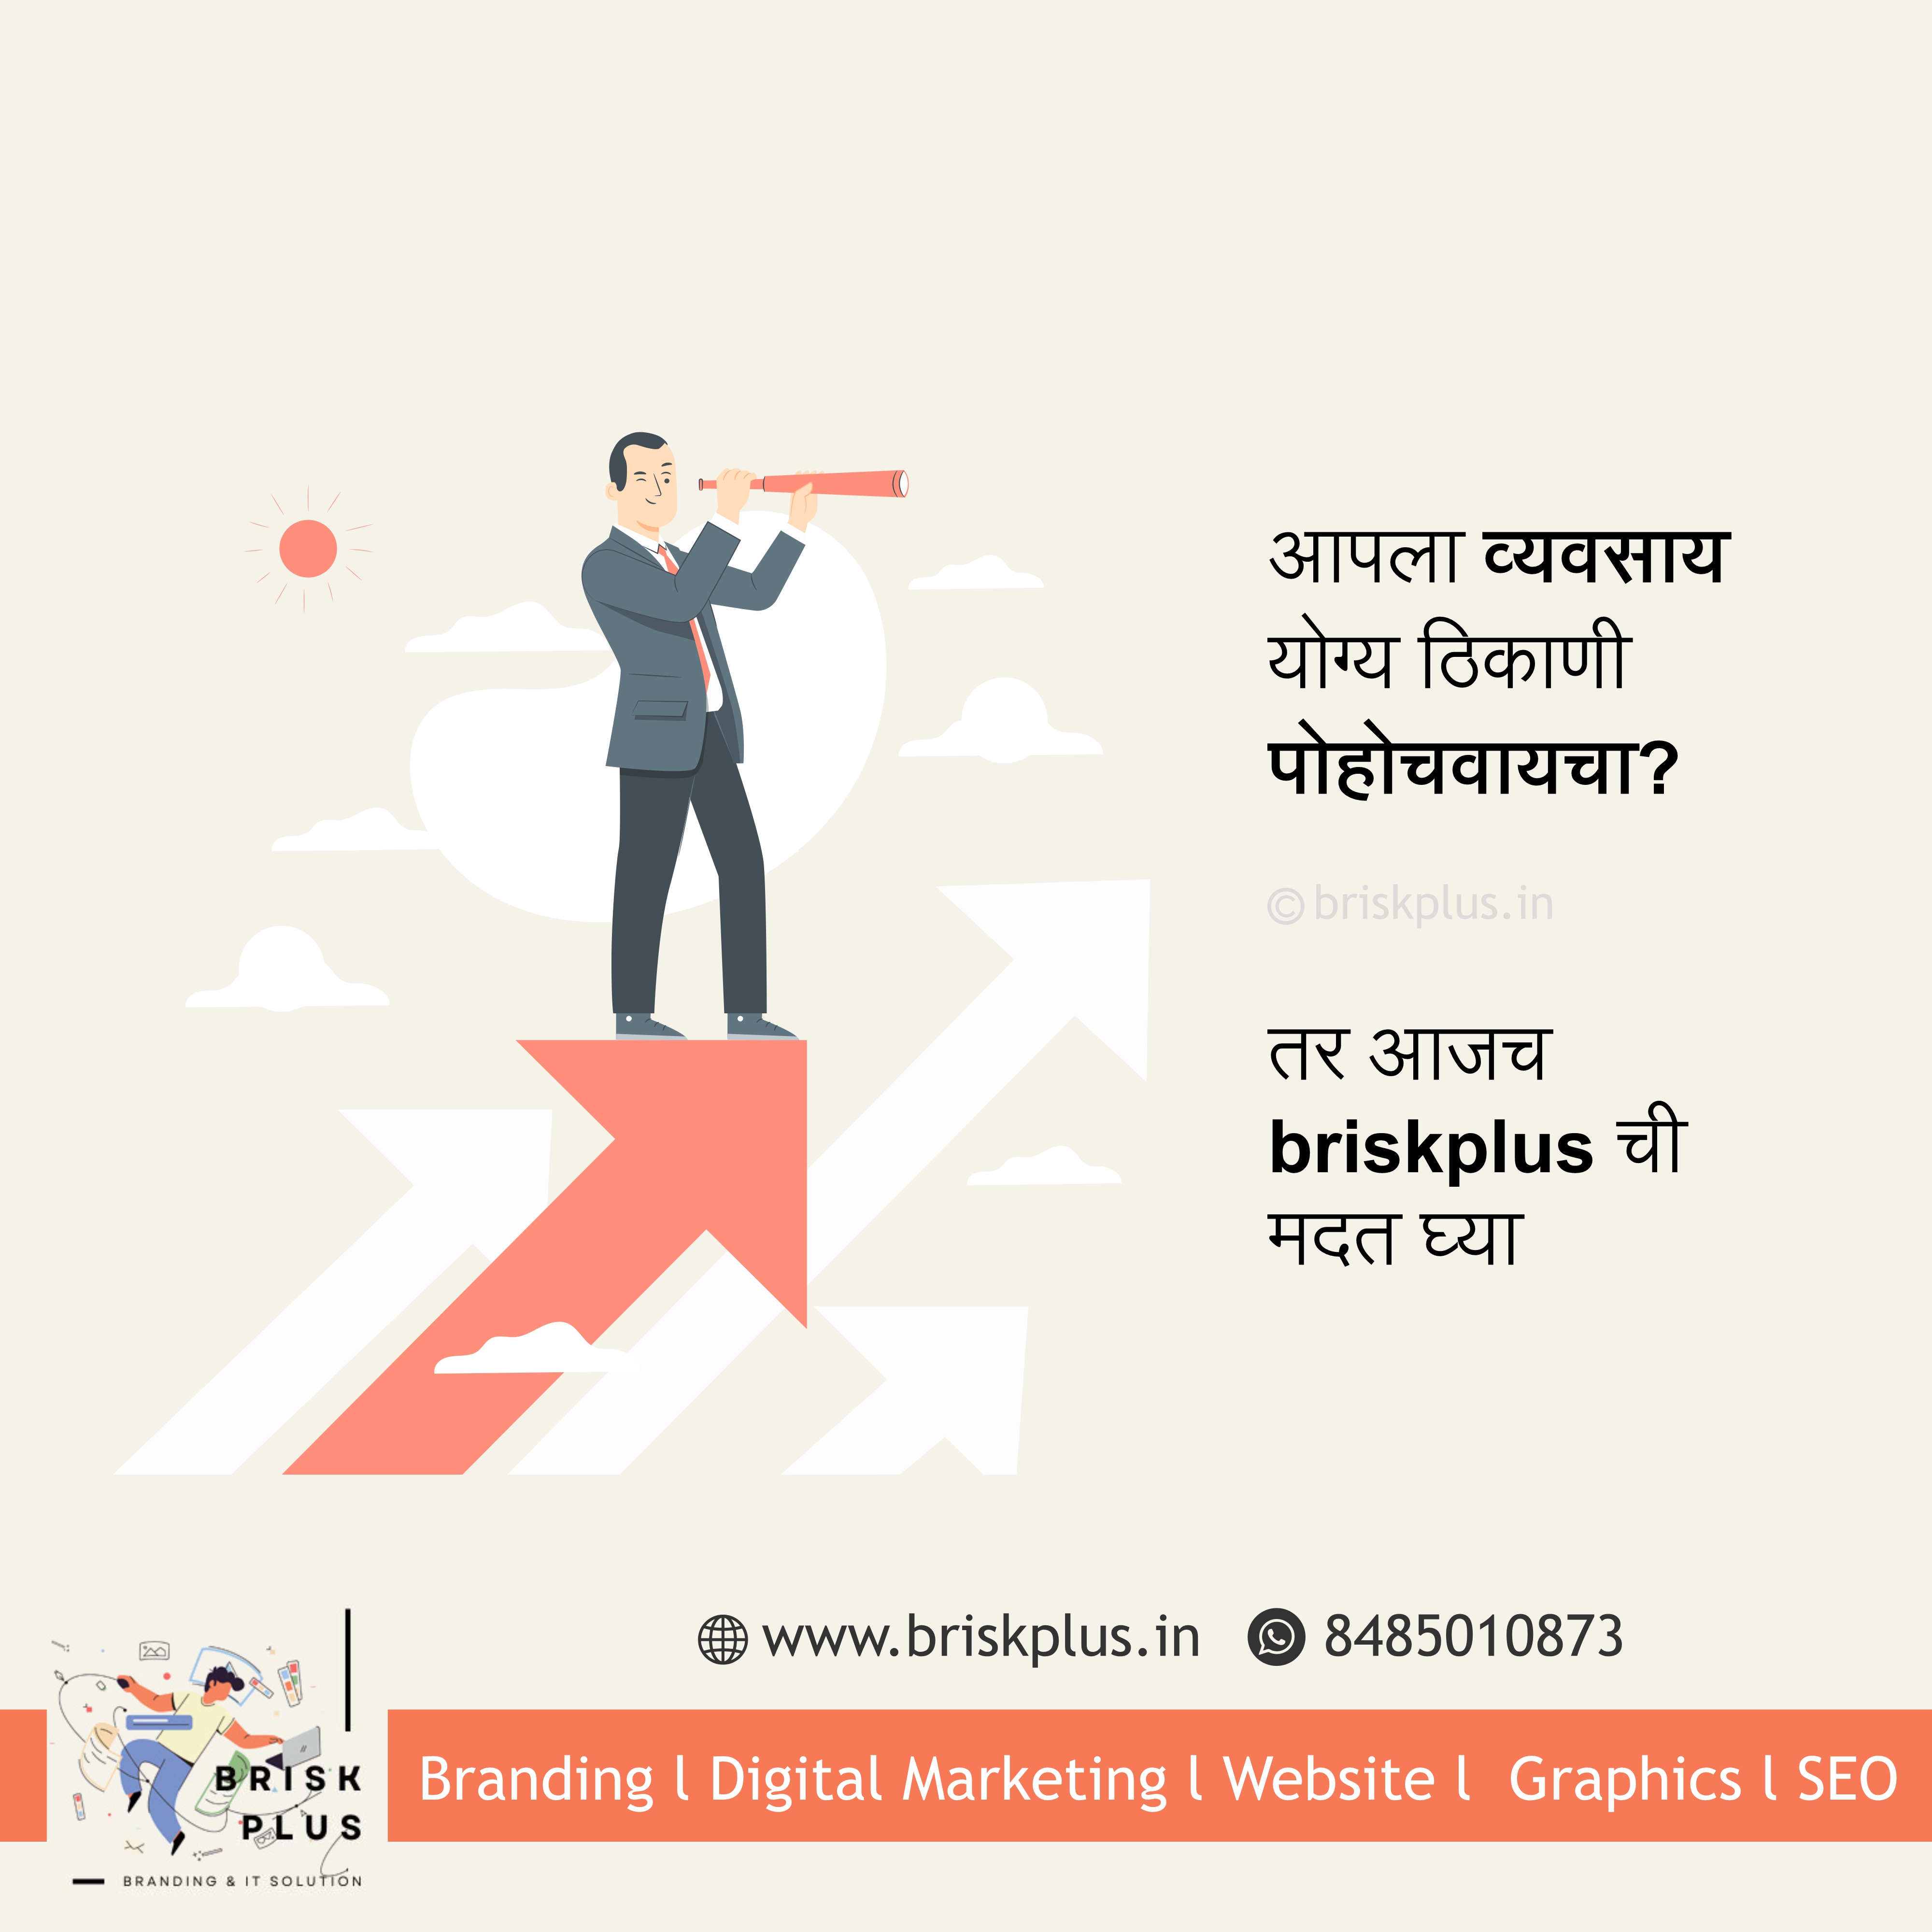 आपला व्यवसाय
योग्य ठिकाणी
पोहोचवायचा?
© briskplus.in
तर आजच
briskplus ची
मदत घ्या
www.briskplus.in 8485010873
BRISK
PLUS
BRANDING & IT SOLUTION
Branding l Digital Marketing l Website l Graphics l SEO